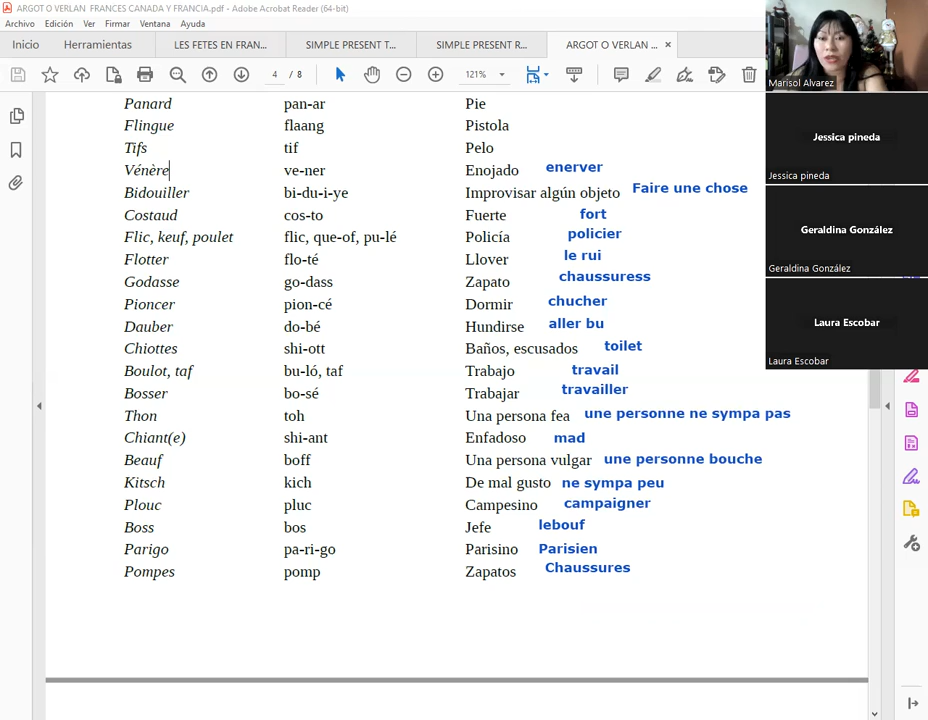 ARGOT O VERLAN FRANCES CANADA Y FRANCIA.pdf - Adobe Acrobat Reader (64-bit)
Archivo Edición Ver Firmar Ventana Ayuda
Inicio Herramientas LES FETES EN FRAN... SIMPLE PRESENT T... SIMPLE PRESENT R... ARGOT O VERLAN ... ×
4 / 8 121%
Panard pan-ar Pie
Flingue flaang Pistola
Tifs tif Pelo
Vénère ve-ner Enojado enerver
Bidouiller bi-du-i-ye Improvisar algún objeto Faire une chose
Costaud cos-to Fuerte fort
Flic, keuf, poulet flic, que-of, pu-lé Policía policier
Flotter flo-té Llover le rui
Godasse go-dass Zapato chaussuress
Pioncer pion-cé Dormir chucher
Dauber do-bé Hundirse aller bu
Chiottes shi-ott Baños, escusados toilet
Boulot, taf bu-ló, taf Trabajo travail
Bosser bo-sé Trabajar travailler
Thon toh Una persona fea une personne ne sympa pas
Chiant(e) shi-ant Enfadoso mad
Beauf boff Una persona vulgar une personne bouche
Kitsch kich De mal gusto ne sympa peu
Plouc pluc Campesino campaigner
Boss bos Jefe lebouf
Parigo pa-ri-go Parisino Parisien
Pompes pomp Zapatos Chaussures
Marisol Alvarez
Jessica pineda
Jessica pineda
Geraldina González
Geraldina González
Laura Escobar
Laura Escobar